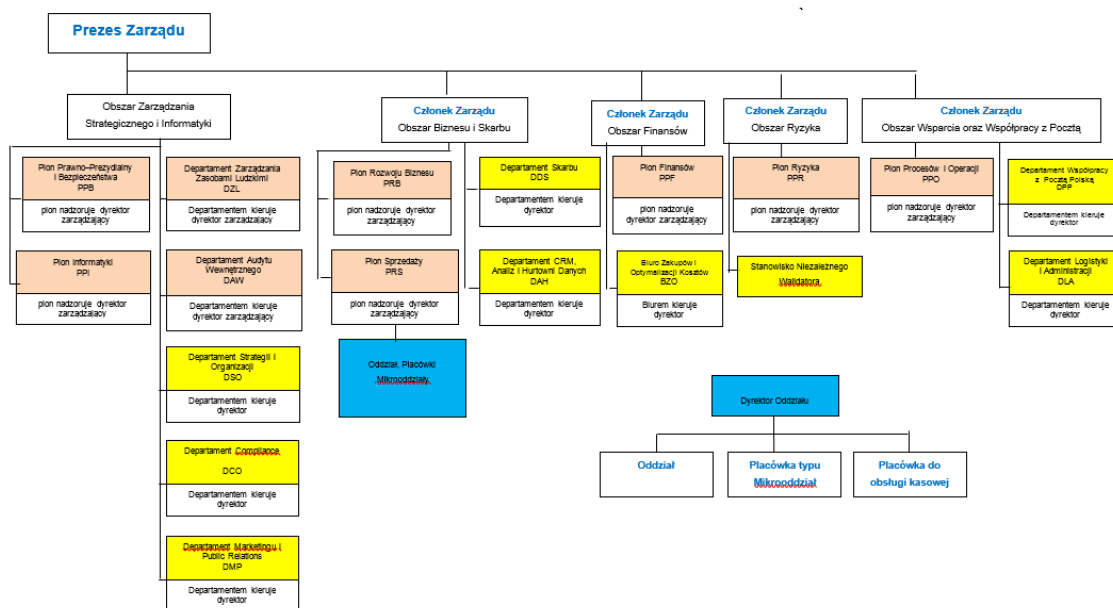 Prezes Zarządu
Obszar Zarządzania
Strategicznego i Informatyki
Członek Zarządu
Obszar Biznesu i Skarbu
Członek Zarządu
Obszar Finansów
Członek Zarządu
Obszar Ryzyka
Członek Zarządu
Obszar Wsparcia oraz Współpracy z Pocztą
Pion Prawno–Prezydialny
i Bezpieczeństwa
PPB
pion nadzoruje dyrektor
zarządzający
Departament Zarządzania
Zasobami Ludzkimi
DZL
Departamentem kieruje
dyrektor zarządzający
Pion Rozwoju Biznesu
PRB
pion nadzoruje dyrektor
zarządzający
Departament Skarbu
DDS
Departamentem kieruje
dyrektor
Pion Finansów
PPF
pion nadzoruje
dyrektor zarządzający
Pion Ryzyka
PPR
pion nadzoruje dyrektor
zarządzający
Pion Procesów i Operacji
PPO
pion nadzoruje dyrektor
zarządzający
Departament Współpracy
z Pocztą Polską
DPP
Departamentem kieruje
dyrektor
Pion Informatyki
PPI
pion nadzoruje dyrektor
zarządzający
Departament Audytu
Wewnętrznego
DAW
Departamentem kieruje
dyrektor zarządzający
Pion Sprzedaży
PRS
pion nadzoruje dyrektor
zarządzający
Departament CRM,
Analiz i Hurtowni Danych
DAH
Departamentem kieruje
dyrektor
Biuro Zakupów i
Optymalizacji Kosztów
BZO
Biurem kieruje
dyrektor
Stanowisko Niezależnego
Walidatora
Departament Logistyki
i Administracji
DLA
Departamentem kieruje
dyrektor
Departament Strategii i
Organizacji
DSO
Departamentem kieruje
dyrektor
Oddział, Placówki
Mikrooddziały
Departament Compliance
DCO
Departamentem kieruje
dyrektor
Departament Marketingu i
Public Relations
DMP
Departamentem kieruje
dyrektor
Dyrektor Oddziału
Oddział
Placówka typu
Mikrooddział
Placówka do
obsługi kasowej